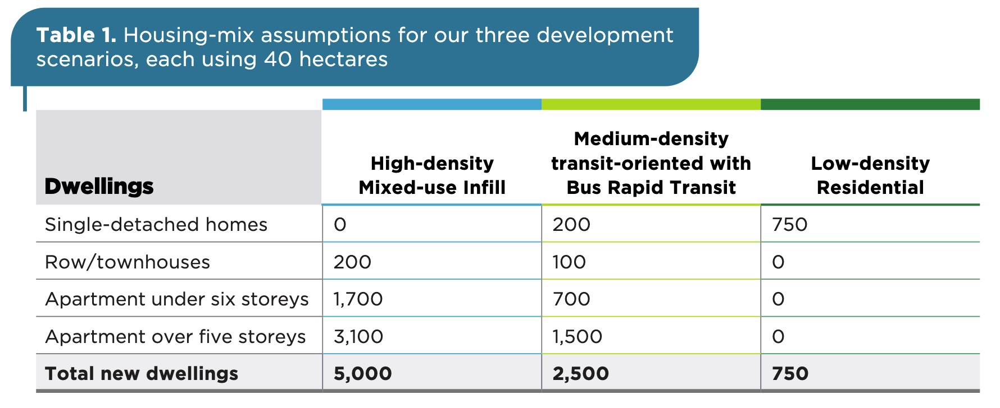 Table 1. Housing-mix assumptions for our three development
scenarios, each using 40 hectares
Dwellings
High-density
Mixed-use Infill
Medium-density
transit-oriented with
Bus Rapid Transit
Low-density
Residential
Single-detached homes 0 200 750
Row/townhouses 200 100 0
Apartment under six storeys 1,700 700 0
Apartment over five storeys 3,100 1,500 0
Total new dwellings 5,000 2,500 750